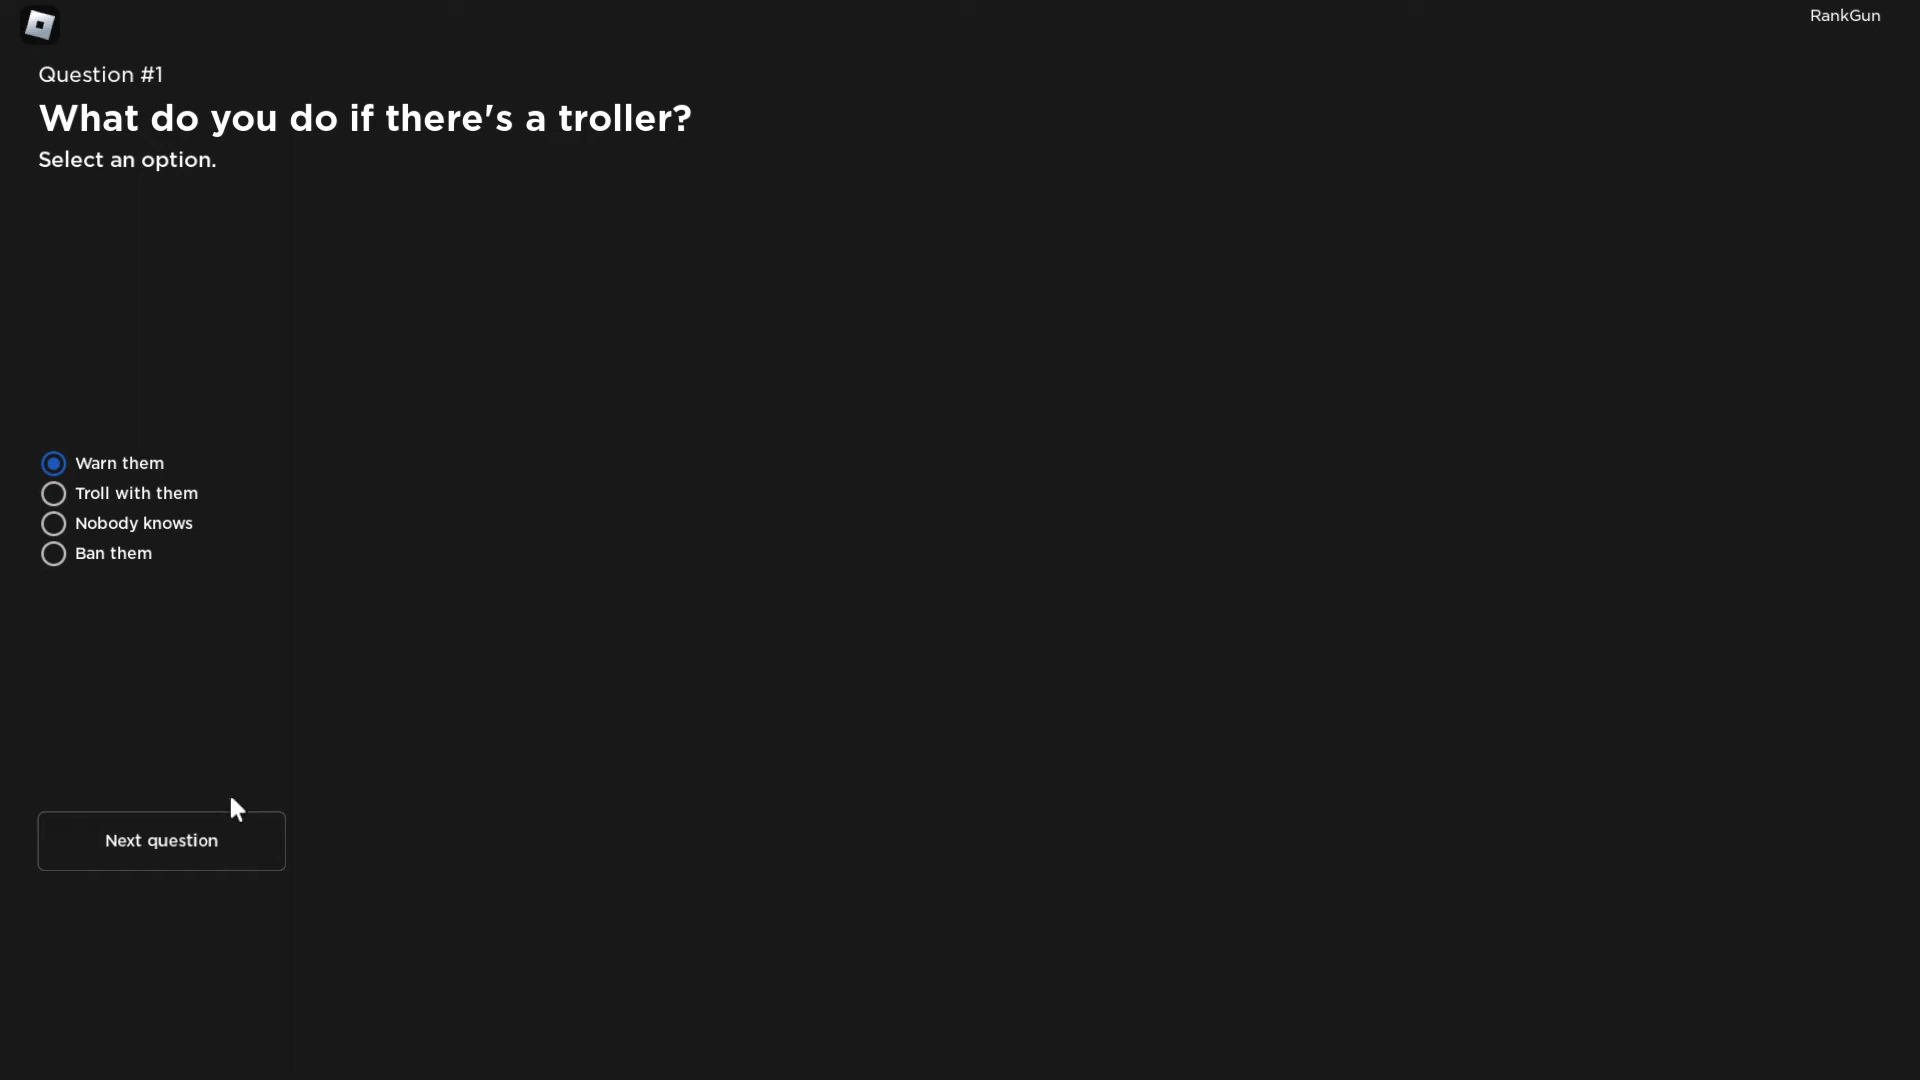 RankGun
Question #1
What do you do if there's a troller?
Select an option.
Warn them
Troll with them
Nobody knows
Ban them
Next question